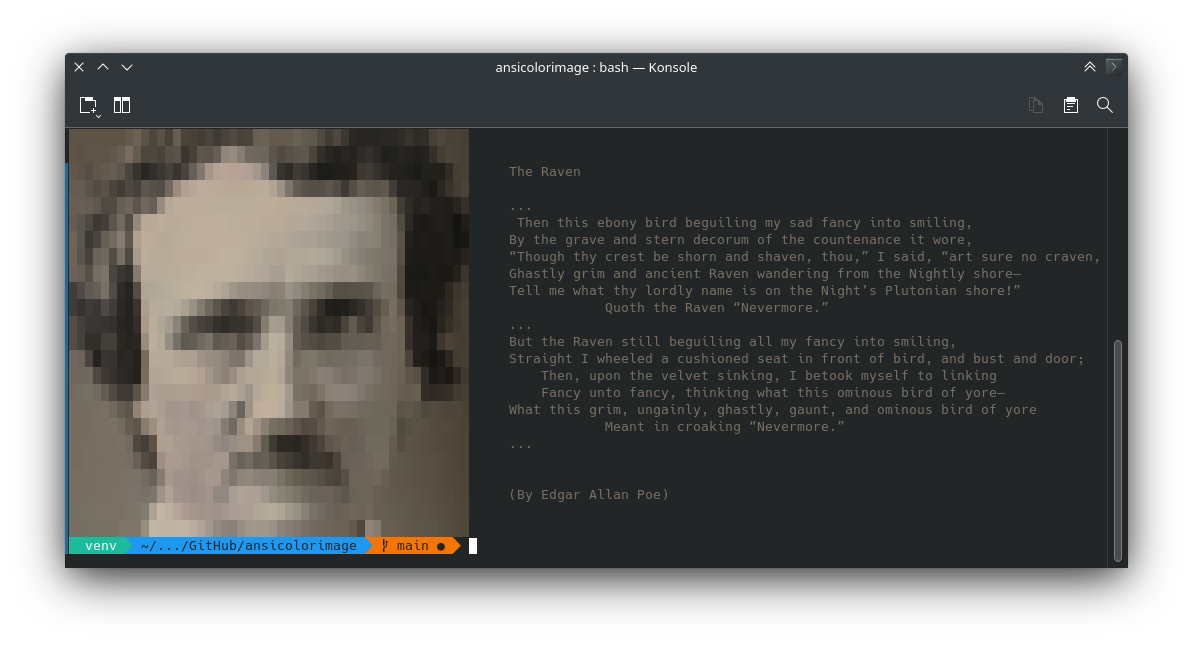 ansicolorimage : bash — Konsole
The Raven
...
Then this ebony bird beguiling my sad fancy into smiling,
By the grave and stern decorum of the countenance it wore,
“Though thy crest be shorn and shaven, thou,” I said, “art sure no craven,
Ghastly grim and ancient Raven wandering from the Nightly shore—
Tell me what thy lordly name is on the Night’s Plutonian shore!”
Quoth the Raven “Nevermore.”
...
But the Raven still beguiling all my fancy into smiling,
Straight I wheeled a cushioned seat in front of bird, and bust and door;
Then, upon the velvet sinking, I betook myself to linking
Fancy unto fancy, thinking what this ominous bird of yore—
What this grim, ungainly, ghastly, gaunt, and ominous bird of yore
Meant in croaking “Nevermore.”
...
(By Edgar Allan Poe)
venv ~/.../GitHub/ansicolorimage main ●